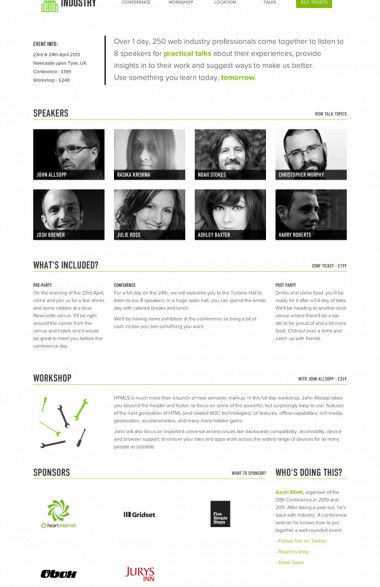 INDUSTRY
CONFERENCE WORKSHOP LOCATION TALKS BUY TICKETS
EVENT INFO:
23rd & 24th April 2013
Newcastle upon Tyne, UK
Conference - £199
Workshop - £249
Over 1 day, 250 web industry professionals come together to listen to
8 speakers for practical talks about their experiences, provide
insights in to their work and suggest ways to make us better.
Use something you learn today, tomorrow.
SPEAKERS
VIEW TALK TOPICS
JOHN ALLSOPP
RASIKA KRISHNA
NOAH STOKES
CHRISTOPHER MURPHY
JOSH BREWER
JULIE ROSS
ASHLEY BAXTER
HARRY ROBERTS
WHAT'S INCLUDED?
CONF TICKET - £199
PRE-PARTY
On the evening of the 23rd April,
come and join us for a few drinks
and some nibbles at a local
Newcastle venue. It'll be right
around the corner from the
venue and hotels and it would
be great to meet you before the
conference day.
CONFERENCE
For a full day on the 24th, we will welcome you to the Turbine Hall to
listen to our 8 speakers. In a huge open hall, you can spend the whole
day with catered breaks and lunch.
We'll be having some exhibitors at the conference so bring a bit of
cash incase you see something you want.
POST PARTY
Drinks and some food, you'll be
ready for it after a full day of talks.
We'll be heading to another local
venue where there'll be a bar
tab to be proud of and a bit more
food. Chill out over a drink and
catch up with friends.
WORKSHOP
WITH JOHN ALLSOPP - £249
HTML5 is much more than a bunch of new semantic markup. In this full day workshop, John Allsopp takes
you beyond the header and footer, to focus on some of the powerful, but surprisingly easy to use, features
of the next generation of HTML (and related W3C technologies): UI features, offline capabilities, rich media,
geolocation, accelerometers, and many more hidden gems.
John will also focus on important universal access issues like backwards compatibility, accessibility, device
and browser support, to ensure your sites and apps work across the widest range of devices for as many
people as possible.
SPONSORS
WANT TO SPONSOR?
heartinternet
Gridset
Five
Simple
Steps
Obox
JURYS
INN
WHO'S DOING THIS?
Gavin Elliott, organiser of the
DIBI Conference in 2010 and
2011. After taking a year out, he's
back with Industry. A conference
veteran he knows how to put
together a well-rounded event.
- Follow him on Twitter
- Read his blog
- Email Gavin